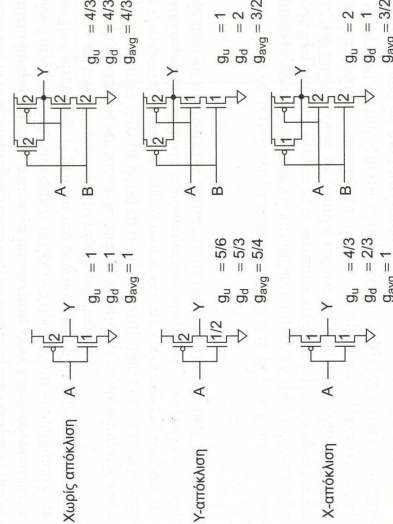 Χωρίς απόκλιση
A
2
1
Y
g_u = 1
g_d = 1
g_avg = 1
2
2
A
2
B
2
Y
g_u = 4/3
g_d = 4/3
g_avg = 4/3
Υ-απόκλιση
A
2
1/2
Y
g_u = 5/6
g_d = 5/3
g_avg = 5/4
2
2
A
1
B
1
Y
g_u = 1
g_d = 2
g_avg = 3/2
Χ-απόκλιση
A
1
1
Y
g_u = 4/3
g_d = 2/3
g_avg = 1
1
1
A
2
B
2
Y
g_u = 2
g_d = 1
g_avg = 3/2